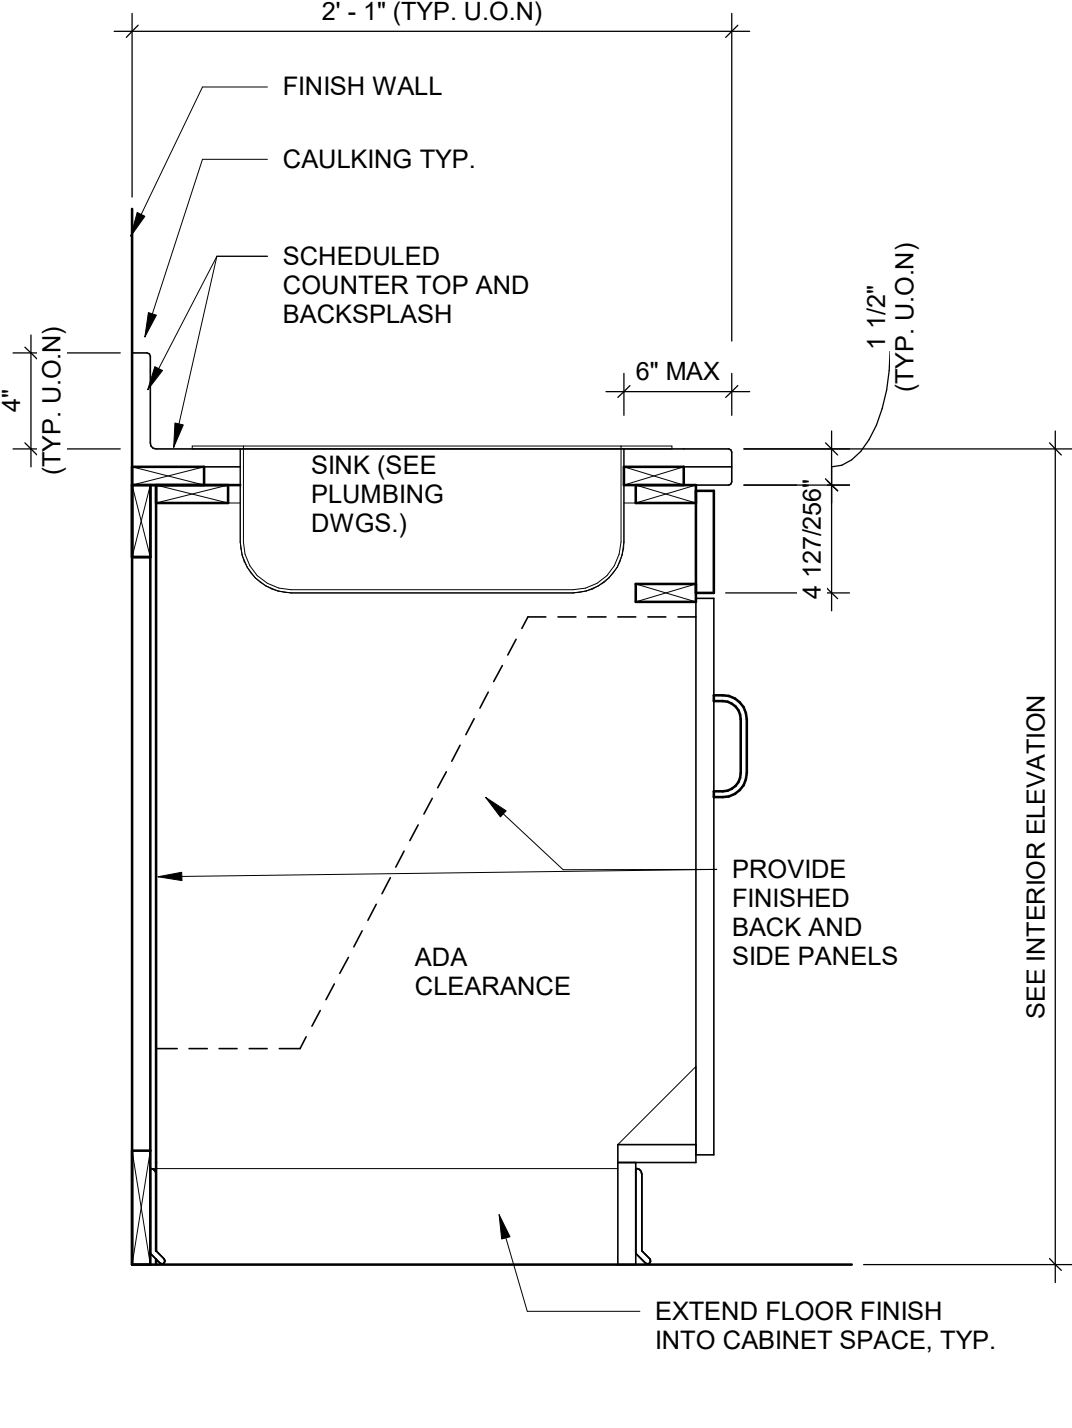 2' - 1" (TYP. U.O.N)
FINISH WALL
CAULKING TYP.
SCHEDULED
COUNTER TOP AND
BACKSPLASH
4"
(TYP. U.O.N)
6" MAX
1 1/2"
(TYP. U.O.N)
SINK (SEE
PLUMBING
DWGS.)
4 127/256"
SEE INTERIOR ELEVATION
PROVIDE
FINISHED
BACK AND
SIDE PANELS
ADA
CLEARANCE
EXTEND FLOOR FINISH
INTO CABINET SPACE, TYP.